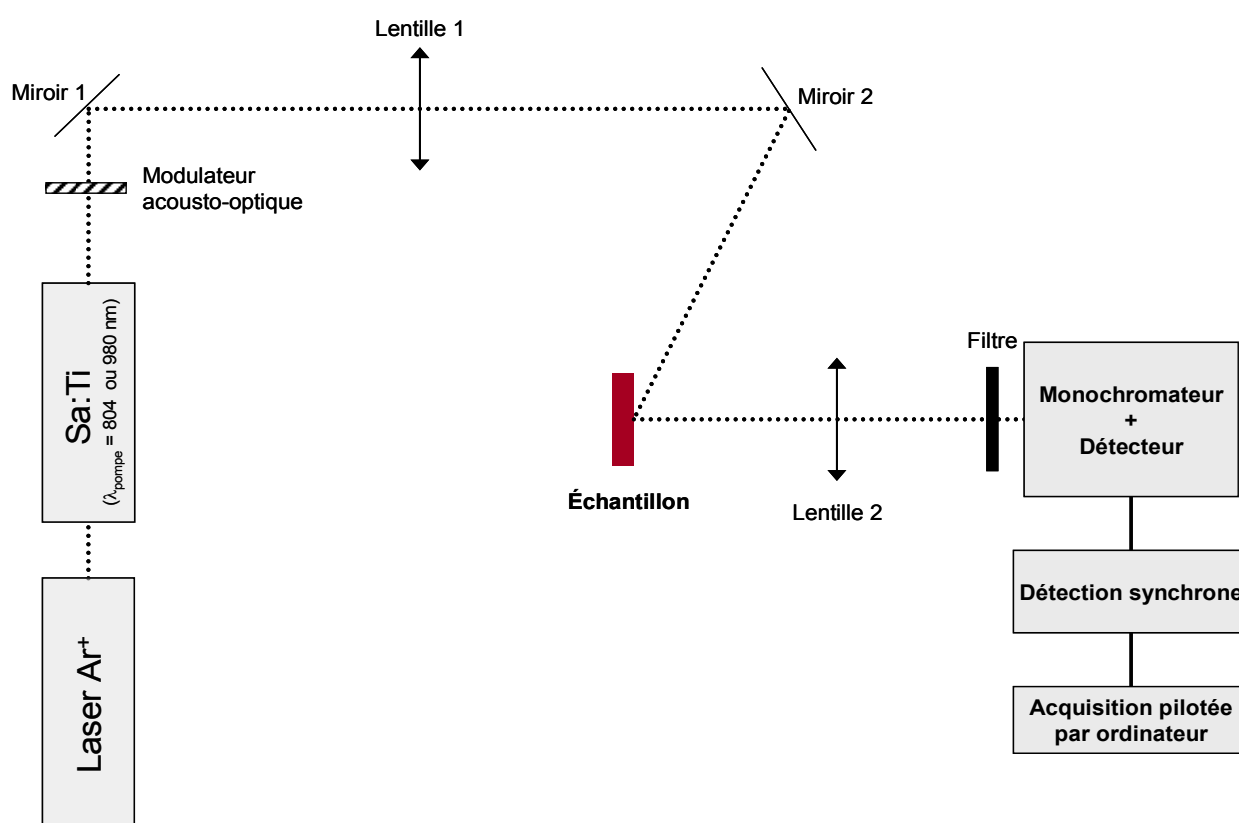 Lentille 1
Miroir 1
Miroir 2
Modulateur
acousto-optique
Sa:Ti
(λpompe = 804 ou 980 nm)
Filtre
Monochromateur
+
Détecteur
Échantillon
Lentille 2
Détection synchrone
Laser Ar+
Acquisition pilotée
par ordinateur